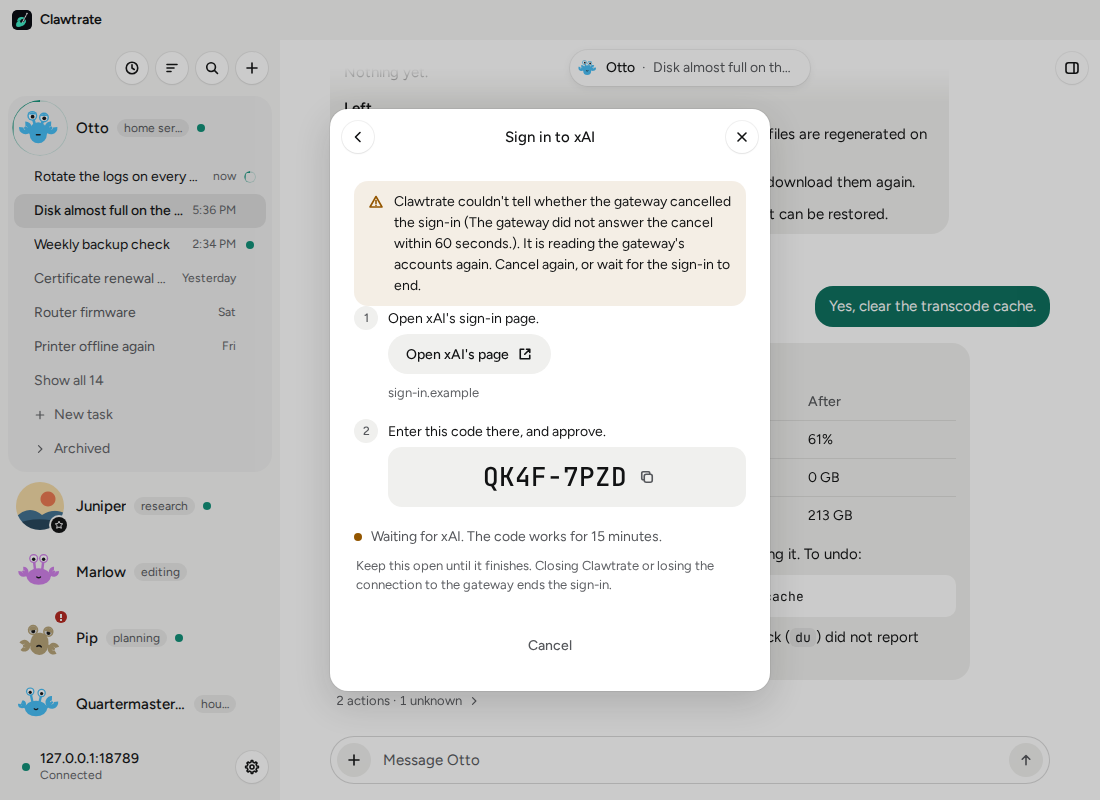 Clawtrate
Otto · Disk almost full on th...
Nothing yet.
Left
files are regenerated on
download them again.
t can be restored.
Yes, clear the transcode cache.
After
61%
0 GB
213 GB
ng it. To undo:
cache
ck ( du ) did not report
2 actions · 1 unknown
Message Otto
Otto home ser...
Rotate the logs on every ... now
Disk almost full on the ... 5:36 PM
Weekly backup check 2:34 PM
Certificate renewal ... Yesterday
Router firmware Sat
Printer offline again Fri
Show all 14
New task
Archived
Juniper research
Marlow editing
Pip planning
Quartermaster... hou...
127.0.0.1:18789
Connected
Sign in to xAI
Clawtrate couldn't tell whether the gateway cancelled
the sign-in (The gateway did not answer the cancel
within 60 seconds.). It is reading the gateway's
accounts again. Cancel again, or wait for the sign-in to
end.
1 Open xAI's sign-in page.
Open xAI's page
sign-in.example
2 Enter this code there, and approve.
QK4F-7PZD
Waiting for xAI. The code works for 15 minutes.
Keep this open until it finishes. Closing Clawtrate or losing the
connection to the gateway ends the sign-in.
Cancel